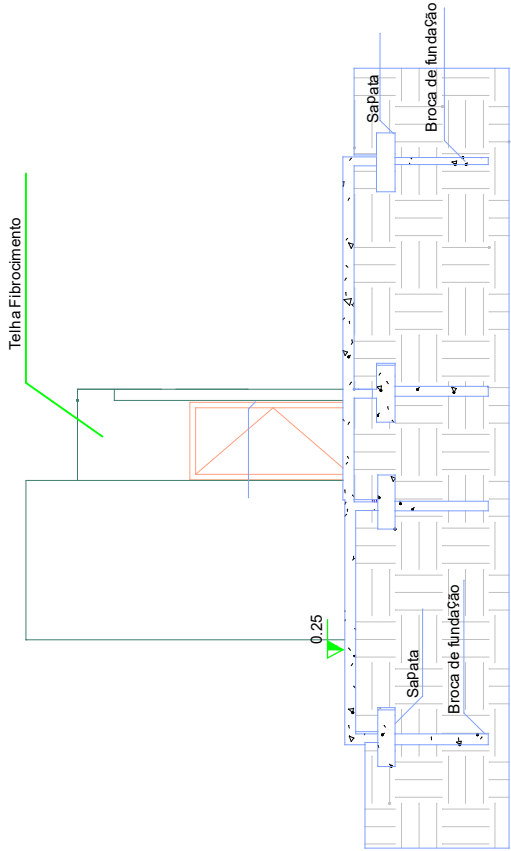 Telha Fibrocimento
Sapata
Broca de fundação
0.25
Sapata
Broca de fundação